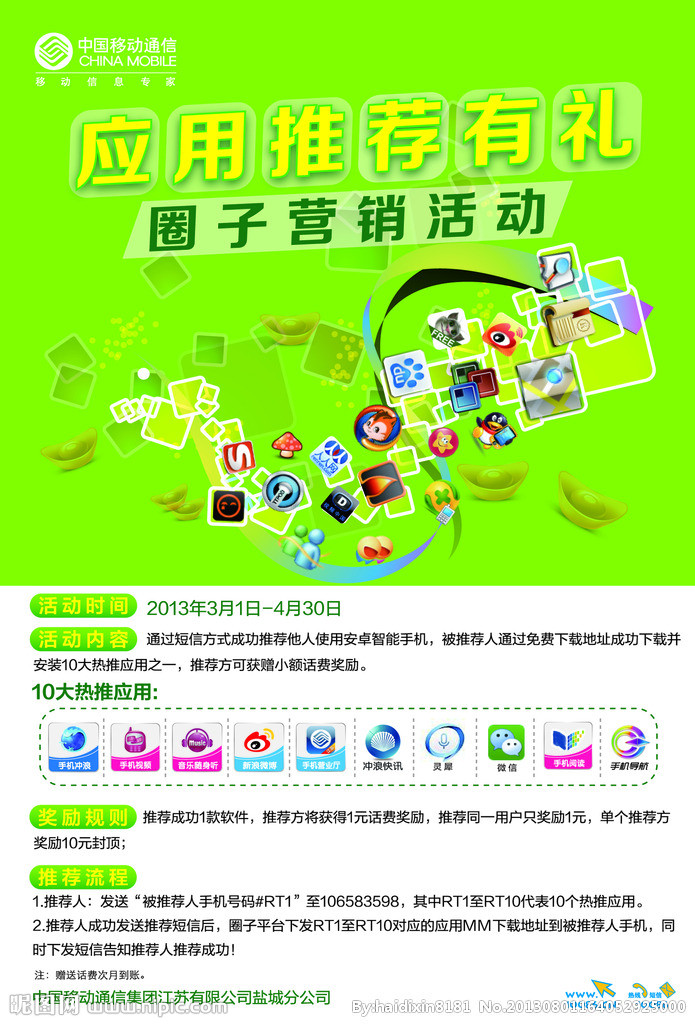 中国移动通信
CHINA MOBILE
移动信息专家
应用推荐有礼
圈子营销活动
FREE
人人网
活动时间 2013年3月1日-4月30日
活动内容 通过短信方式成功推荐他人使用安卓智能手机，被推荐人通过免费下载地址成功下载并
安装10大热推应用之一，推荐方可获赠小额话费奖励。
10大热推应用:
手机冲浪 手机视频 音乐随身听 新浪微博 手机营业厅 冲浪快讯 灵犀 微信 手机阅读 手机导航
奖励规则 推荐成功1款软件，推荐方将获得1元话费奖励，推荐同一用户只奖励1元，单个推荐方
奖励10元封顶；
推荐流程
1.推荐人：发送“被推荐人手机号码#RT1”至106583598，其中RT1至RT10代表10个热推应用。
2.推荐人成功发送推荐短信后，圈子平台下发RT1至RT10对应的应用MM下载地址到被推荐人手机，同
时下发短信告知推荐人推荐成功！
注：赠送话费次月到账。
中国移动通信集团江苏有限公司盐城分公司
昵图网 www.nipic.com
By:haidixin8181 No.20130801164052925000